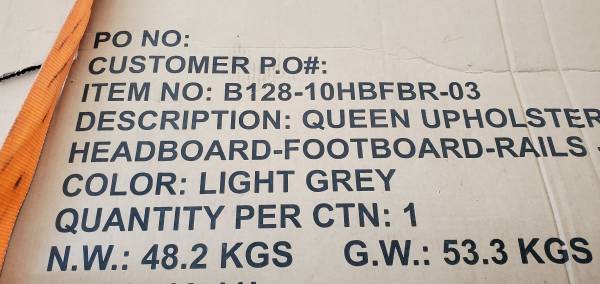 PO NO:
CUSTOMER P.O#:
ITEM NO: B128-10HBFBR-03
DESCRIPTION: QUEEN UPHOLSTER
HEADBOARD-FOOTBOARD-RAILS -
COLOR: LIGHT GREY
QUANTITY PER CTN: 1
N.W.: 48.2 KGS G.W.: 53.3 KGS